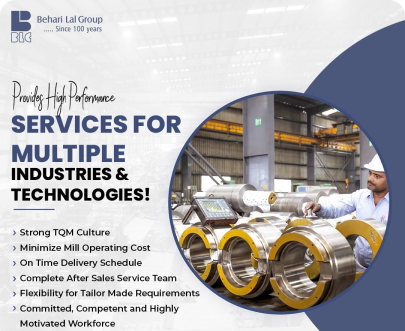 Behari Lal Group
..... Since 100 years
BLG
Provides High Performance
SERVICES FOR
MULTIPLE
INDUSTRIES &
TECHNOLOGIES!
› Strong TQM Culture
› Minimize Mill Operating Cost
› On Time Delivery Schedule
› Complete After Sales Service Team
› Flexibility for Tailor Made Requirements
› Committed, Competent and Highly
Motivated Workforce